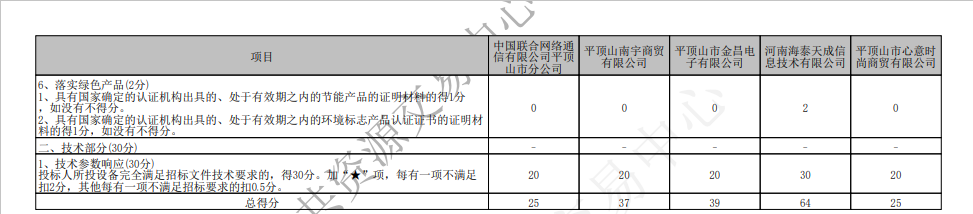 项目
中国联合网络通
信有限公司平顶
山市分公司
平顶山南宇商贸
有限公司
平顶山市金昌电
子有限公司
河南海泰天成信
息技术有限公司
平顶山市心意时
尚商贸有限公司
6、落实绿色产品(2分)
1、具有国家确定的认证机构出具的、处于有效期之内的节能产品的证明材料的得1分
，如没有不得分。
2、具有国家确定的认证机构出具的、处于有效期之内的环境标志产品认证证书的证明材
料的得1分，如没有不得分。
0 0 0 2 0
二、技术部分(30分) - - - - -
1、技术参数响应(30分)
投标人所投设备完全满足招标文件技术要求的，得30分。加“★”项，每有一项不满足
扣2分，其他每有一项不满足招标要求的扣0.5分。
20 20 20 30 20
总得分 25 37 39 64 25
共资源交易中心
易中心